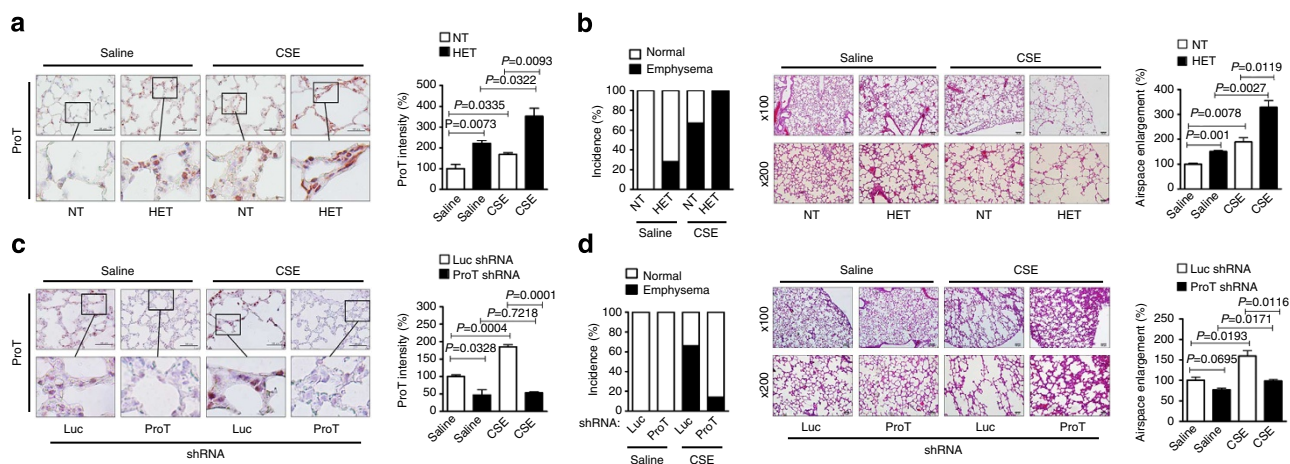 a
Saline
CSE
ProT
NT
HET
NT
HET
NT
HET
P=0.0093
P=0.0322
P=0.0335
P=0.0073
ProT intensity (%)
500
400
300
200
100
0
Saline
Saline
CSE
CSE
b
Normal
Emphysema
Incidence (%)
100
80
60
40
20
0
NT
HET
NT
HET
Saline
CSE
Saline
CSE
x100
x200
NT
HET
NT
HET
NT
HET
P=0.0119
P=0.0027
P=0.0078
P=0.001
Airspace enlargement (%)
400
300
200
100
0
Saline
Saline
CSE
CSE
c
Saline
CSE
ProT
Luc
ProT
Luc
ProT
shRNA
Luc shRNA
ProT shRNA
P=0.0001
P=0.7218
P=0.0004
P=0.0328
ProT intensity (%)
300
250
200
150
100
50
0
Saline
Saline
CSE
CSE
d
Normal
Emphysema
Incidence (%)
100
80
60
40
20
0
shRNA:
Luc
ProT
Luc
ProT
Saline
CSE
Saline
CSE
x100
x200
Luc
ProT
Luc
ProT
shRNA
Luc shRNA
ProT shRNA
P=0.0116
P=0.0171
P=0.0193
P=0.0695
Airspace enlargement (%)
250
200
150
100
50
0
Saline
Saline
CSE
CSE